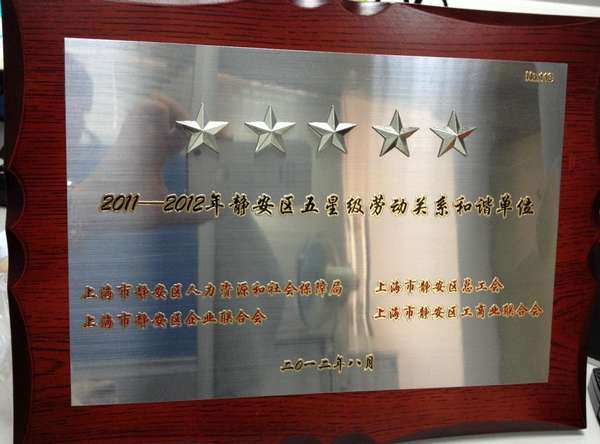 No.113
2011—2012年静安区五星级劳动关系和谐单位
上海市静安区人力资源和社会保障局
上海市静安区总工会
上海市静安区企业联合会
上海市静安区工商业联合会
二〇一二年八月